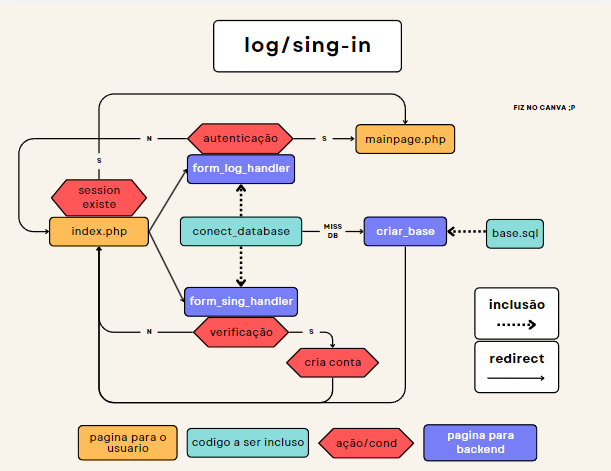 log/sing-in
FIZ NO CANVA ;P
N
autenticação
S
mainpage.php
S
form_log_handler
session
existe
index.php
conect_database
MISS
DB
criar_base
base.sql
form_sing_handler
inclusão
N
verificação
S
redirect
cria conta
pagina para o
usuario
codigo a ser incluso
ação/cond
pagina para
backend